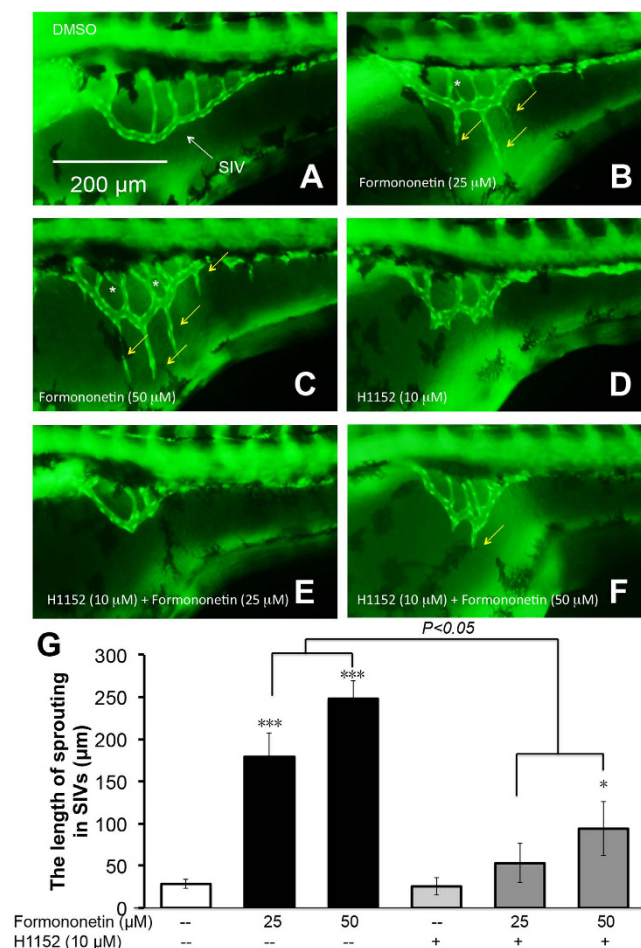 DMSO
SIV
200 μm
A
*
B
Formononetin (25 μM)
* *
Formononetin (50 μM)
C
H1152 (10 μM)
D
H1152 (10 μM) + Formononetin (25 μM)
E
H1152 (10 μM) + Formononetin (50 μM)
F
G
P<0.05
The length of sprouting
in SIVs (μm)
300
250
200
150
100
50
0
***
***
*
Formononetin (μM) -- 25 50 -- 25 50
H1152 (10 μM) -- -- -- + + +